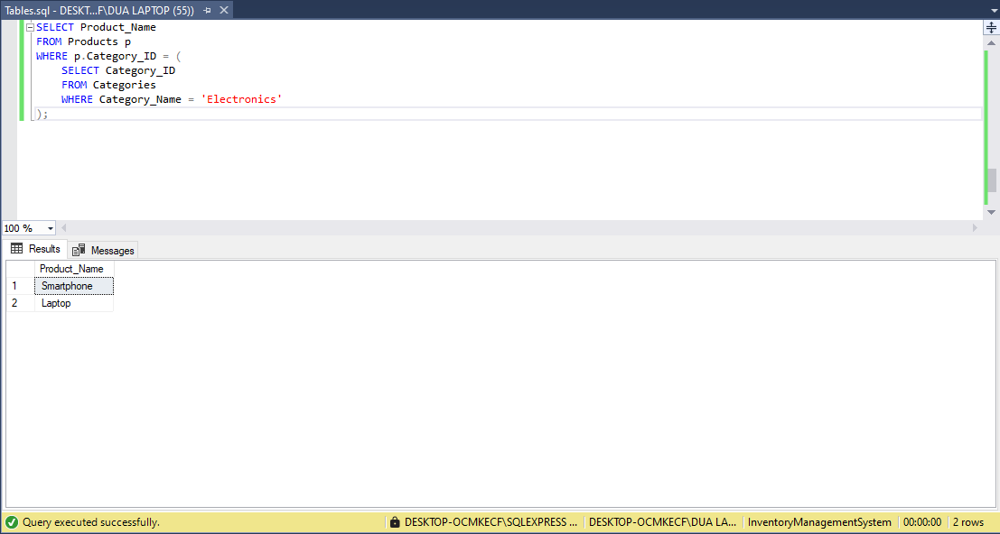 Tables.sql - DESKT...F\DUA LAPTOP (55))
SELECT Product_Name
FROM Products p
WHERE p.Category_ID = (
    SELECT Category_ID
    FROM Categories
    WHERE Category_Name = 'Electronics'
);
100 %
Results Messages
Product_Name
1 Smartphone
2 Laptop
Query executed successfully. DESKTOP-OCMKECF\SQLEXPRESS ... DESKTOP-OCMKECF\DUA LA... InventoryManagementSystem 00:00:00 2 rows